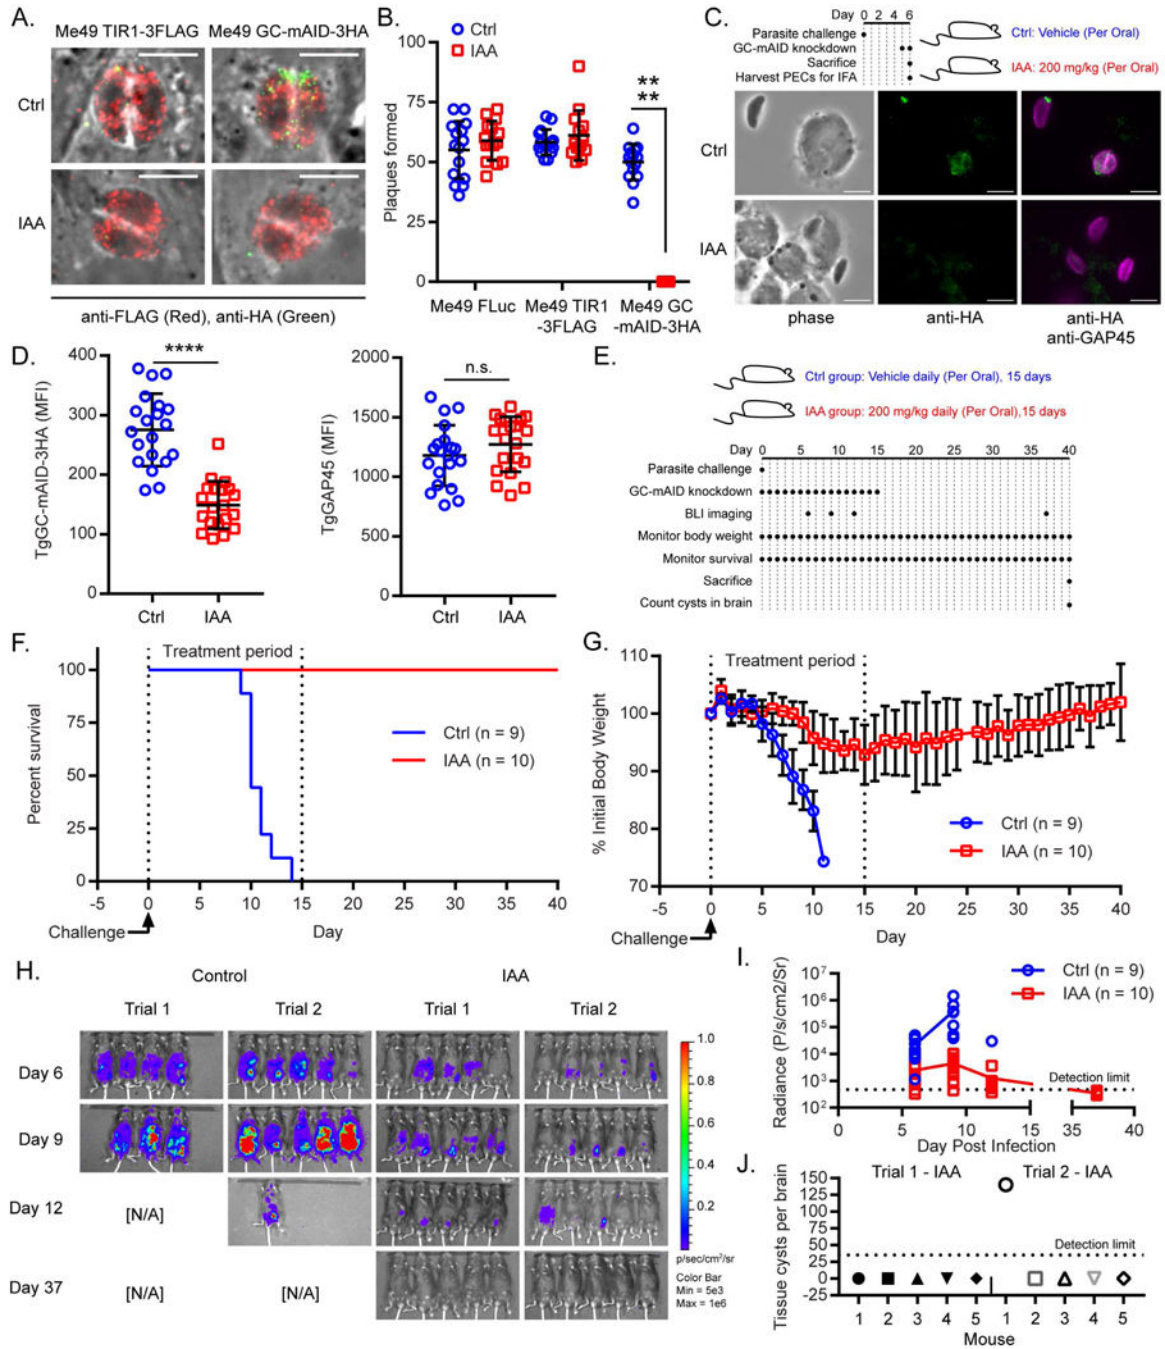 A.
Me49 TIR1-3FLAG Me49 GC-mAID-3HA
Ctrl
IAA
anti-FLAG (Red), anti-HA (Green)
B.
Ctrl
IAA
**
**
Plaques formed
100
75
50
25
0
Me49 FLuc Me49 TIR1 -3FLAG Me49 GC -mAID-3HA
C.
Day 0 2 4 6
Parasite challenge
GC-mAID knockdown
Sacrifice
Harvest PECs for IFA
Ctrl: Vehicle (Per Oral)
IAA: 200 mg/kg (Per Oral)
Ctrl
IAA
phase anti-HA anti-HA
anti-GAP45
D.
TgGC-mAID-3HA (MFI)
400
300
200
100
0
****
Ctrl IAA
TgGAP45 (MFI)
2000
1500
1000
500
0
n.s.
Ctrl IAA
E.
Ctrl group: Vehicle daily (Per Oral), 15 days
IAA group: 200 mg/kg daily (Per Oral),15 days
Day 0 5 10 15 20 25 30 35 40
Parasite challenge
GC-mAID knockdown
BLI imaging
Monitor body weight
Monitor survival
Sacrifice
Count cysts in brain
F.
Treatment period
Percent survival
100
75
50
25
0
Ctrl (n = 9)
IAA (n = 10)
-5 0 5 10 15 20 25 30 35 40
Challenge
Day
G.
Treatment period
% Initial Body Weight
110
100
90
80
70
Ctrl (n = 9)
IAA (n = 10)
-5 0 5 10 15 20 25 30 35 40
Challenge
Day
H.
Control IAA
Trial 1 Trial 2 Trial 1 Trial 2
Day 6
Day 9
Day 12
[N/A]
Day 37
[N/A] [N/A]
1.0
0.8
0.6
0.4
0.2
p/sec/cm²/sr
Color Bar
Min = 5e3
Max = 1e6
I.
Ctrl (n = 9)
IAA (n = 10)
Radiance (P/s/cm2/Sr)
10⁷
10⁶
10⁵
10⁴
10³
10²
Detection limit
0 5 10 15 35 40
Day Post Infection
J.
Trial 1 - IAA Trial 2 - IAA
Tissue cysts per brain
150
125
100
75
50
25
0
-25
Detection limit
1 2 3 4 5 1 2 3 4 5
Mouse